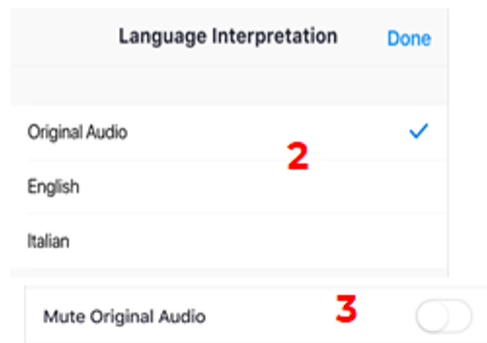 Language Interpretation Done
Original Audio
2
English
Italian
Mute Original Audio 3